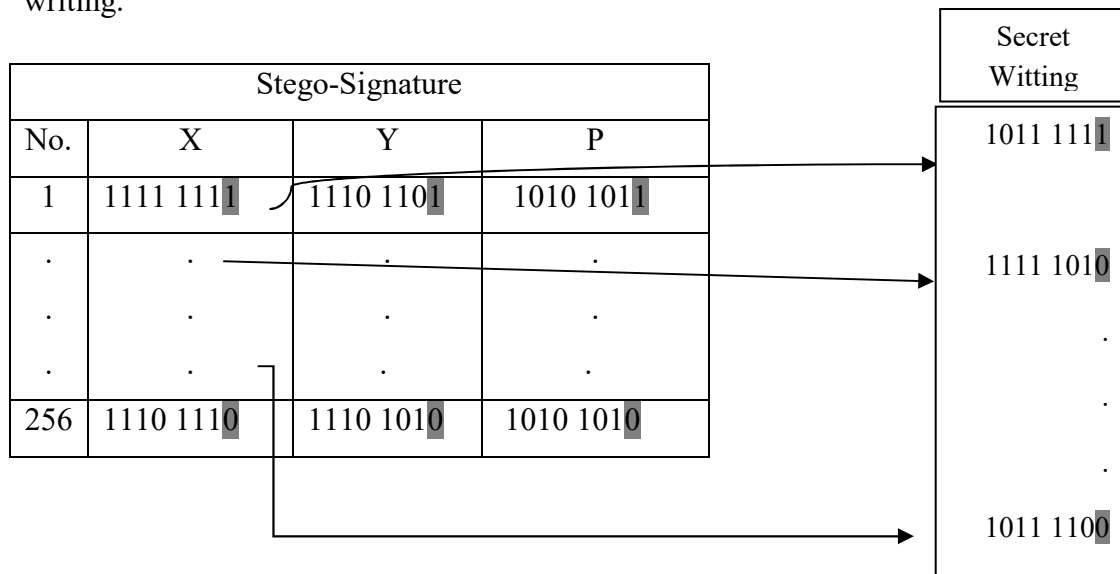 writing.
Stego-Signature
No. X Y P
1 1111 1111 1110 1101 1010 1011
. . . .
. . . .
. . . .
256 1110 1110 1110 1010 1010 1010
Secret
Witting
1011 1111
1111 1010
.
.
.
1011 1100